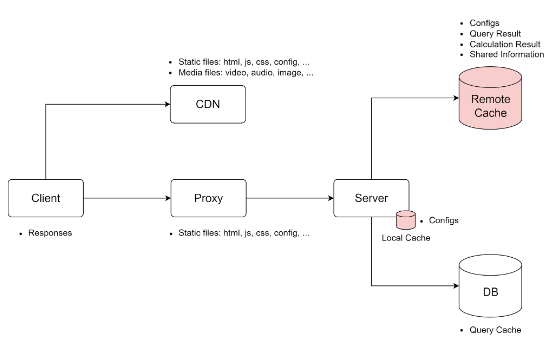 • Configs
• Query Result
• Calculation Result
• Shared Information
• Static files: html, js, css, config, ...
• Media files: video, audio, image, ...
CDN
Remote
Cache
Client
Proxy
Server
• Responses
• Static files: html, js, css, config, ...
• Configs
Local Cache
DB
• Query Cache